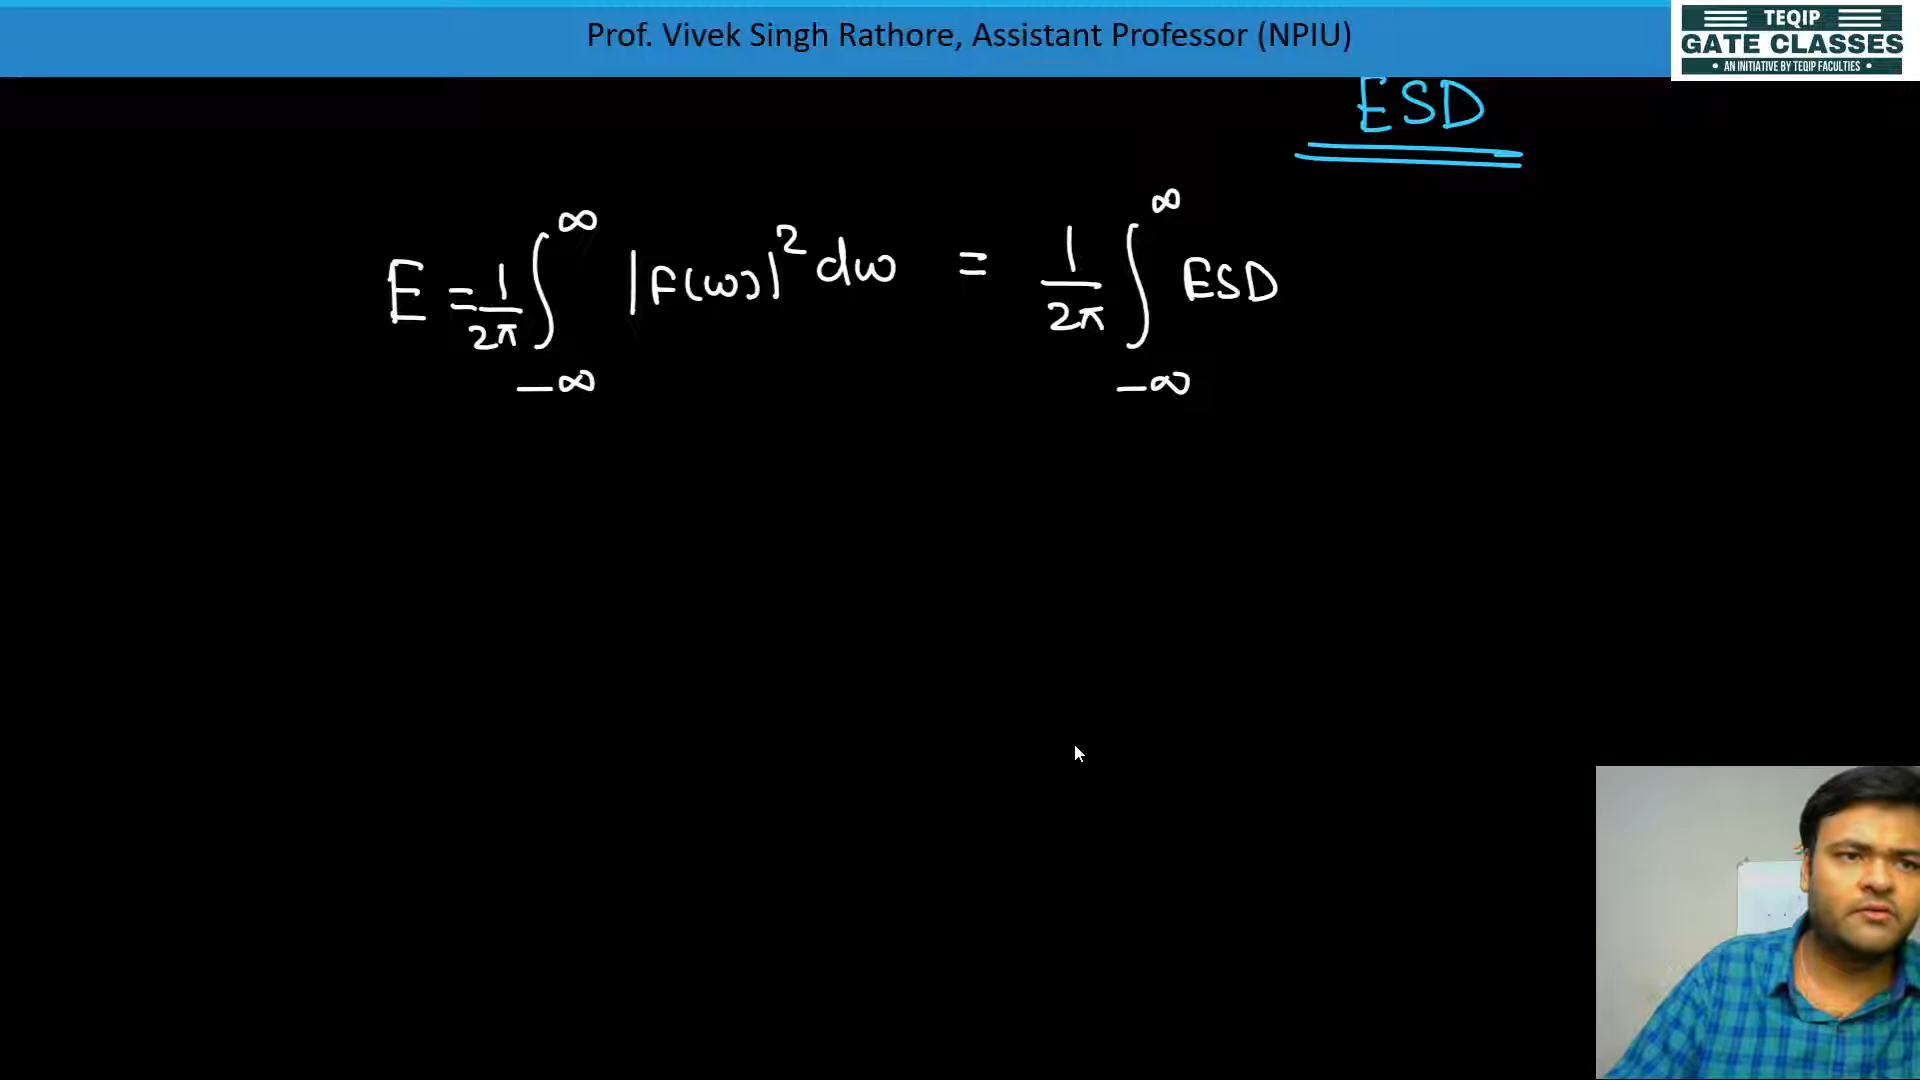 Prof. Vivek Singh Rathore, Assistant Professor (NPIU)
TEQIP
GATE CLASSES
• AN INITIATIVE BY TEQIP FACULTIES •
ESD
E = 1/2π ∫_{-∞}^{∞} |F(ω)|² dω = 1/2π ∫_{-∞}^{∞} ESD